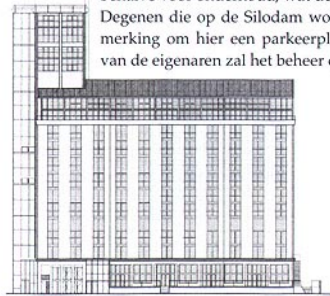 Degenen die op de Silodam wo
merking om hier een parkeerpl
van de eigenaren zal het beheer